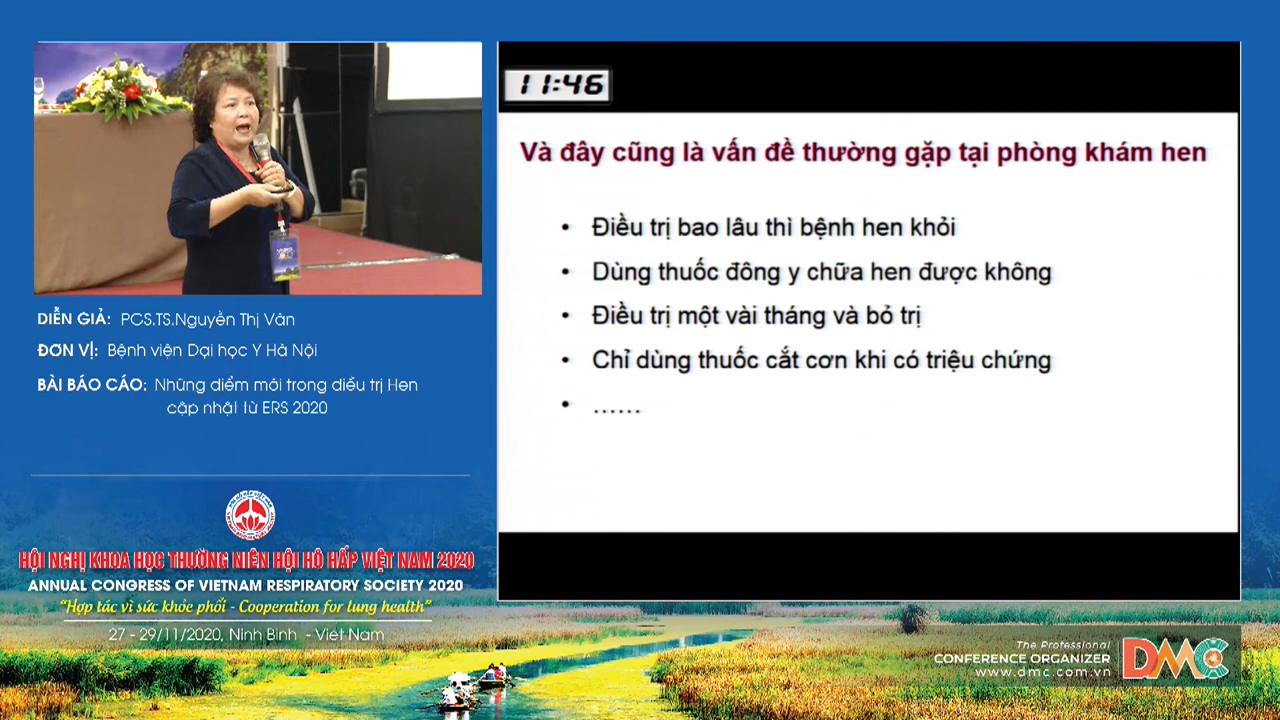 11:46
Và đây cũng là vấn đề thường gặp tại phòng khám hen
• Điều trị bao lâu thì bệnh hen khỏi
• Dùng thuốc đông y chữa hen được không
• Điều trị một vài tháng và bỏ trị
• Chỉ dùng thuốc cắt cơn khi có triệu chứng
• ......
DIỄN GIẢ: PCS.TS.Nguyễn Thị Vân
ĐƠN VỊ: Bệnh viện Dại học Y Hà Nội
BÀI BÁO CÁO: Những diểm mới trong diều trị Hen
cập nhật từ ERS 2020
HỘI NGHỊ KHOA HỌC THƯỜNG NIÊN HỘI HÔ HẤP VIỆT NAM 2020
ANNUAL CONGRESS OF VIETNAM RESPIRATORY SOCIETY 2020
“Hợp tác vì sức khỏe phổi - Cooperation for lung health”
27 - 29/11/2020, Ninh Bình - Việt Nam
The Professional
CONFERENCE ORGANIZER
www.dmc.com.vn
DMC